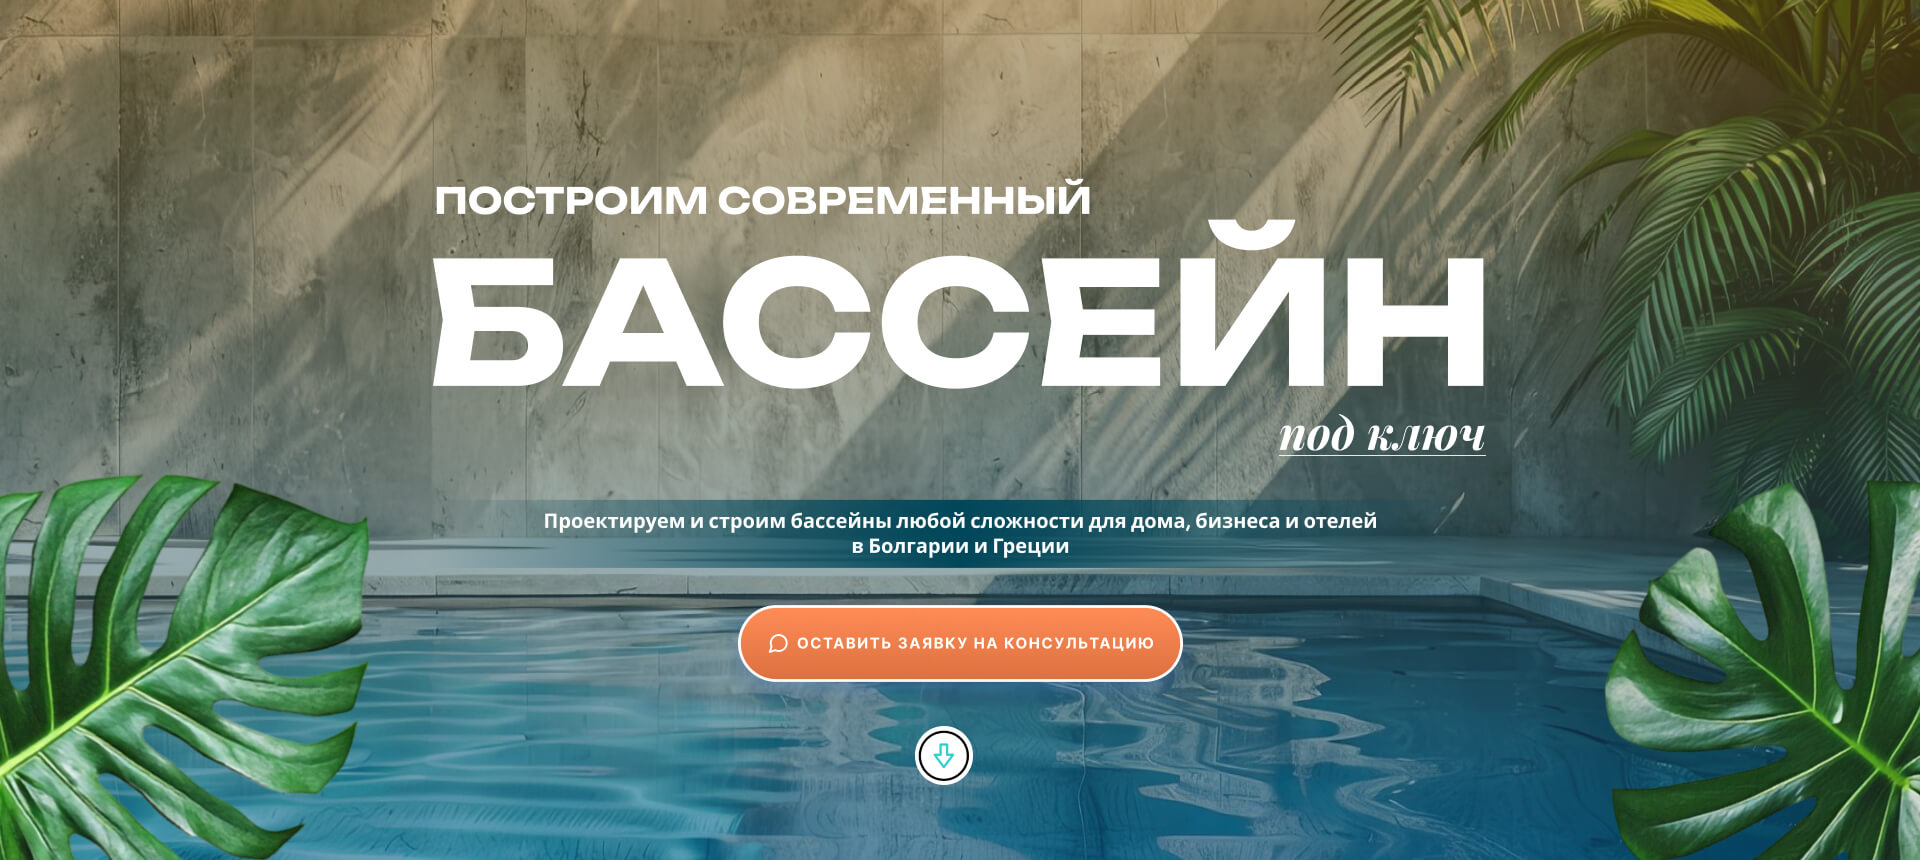 ПОСТРОИМ СОВРЕМЕННЫЙ
БАССЕЙН
под ключ
Проектируем и строим бассейны любой сложности для дома, бизнеса и отелей
в Болгарии и Греции
ОСТАВИТЬ ЗАЯВКУ НА КОНСУЛЬТАЦИЮ